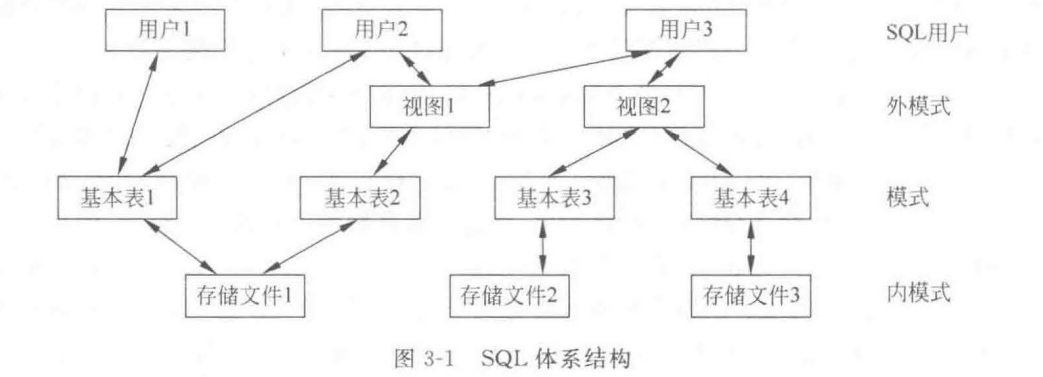 用户1 用户2 用户3 SQL用户
视图1 视图2 外模式
基本表1 基本表2 基本表3 基本表4 模式
存储文件1 存储文件2 存储文件3 内模式
图 3-1 SQL 体系结构